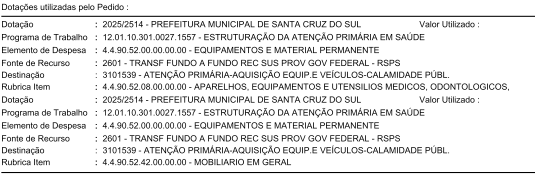 Dotações utilizadas pelo Pedido :
Dotação : 2025/2514 - PREFEITURA MUNICIPAL DE SANTA CRUZ DO SUL Valor Utilizado :
Programa de Trabalho : 12.01.10.301.0027.1557 - ESTRUTURAÇÃO DA ATENÇÃO PRIMÁRIA EM SAÚDE
Elemento de Despesa : 4.4.90.52.00.00.00.00 - EQUIPAMENTOS E MATERIAL PERMANENTE
Fonte de Recurso : 2601 - TRANSF FUNDO A FUNDO REC SUS PROV GOV FEDERAL - RSPS
Destinação : 3101539 - ATENÇÃO PRIMÁRIA-AQUISIÇÃO EQUIP.E VEÍCULOS-CALAMIDADE PÚBL.
Rubrica Item : 4.4.90.52.08.00.00.00 - APARELHOS, EQUIPAMENTOS E UTENSILIOS MEDICOS, ODONTOLOGICOS,
Dotação : 2025/2514 - PREFEITURA MUNICIPAL DE SANTA CRUZ DO SUL Valor Utilizado :
Programa de Trabalho : 12.01.10.301.0027.1557 - ESTRUTURAÇÃO DA ATENÇÃO PRIMÁRIA EM SAÚDE
Elemento de Despesa : 4.4.90.52.00.00.00.00 - EQUIPAMENTOS E MATERIAL PERMANENTE
Fonte de Recurso : 2601 - TRANSF FUNDO A FUNDO REC SUS PROV GOV FEDERAL - RSPS
Destinação : 3101539 - ATENÇÃO PRIMÁRIA-AQUISIÇÃO EQUIP.E VEÍCULOS-CALAMIDADE PÚBL.
Rubrica Item : 4.4.90.52.42.00.00.00 - MOBILIARIO EM GERAL